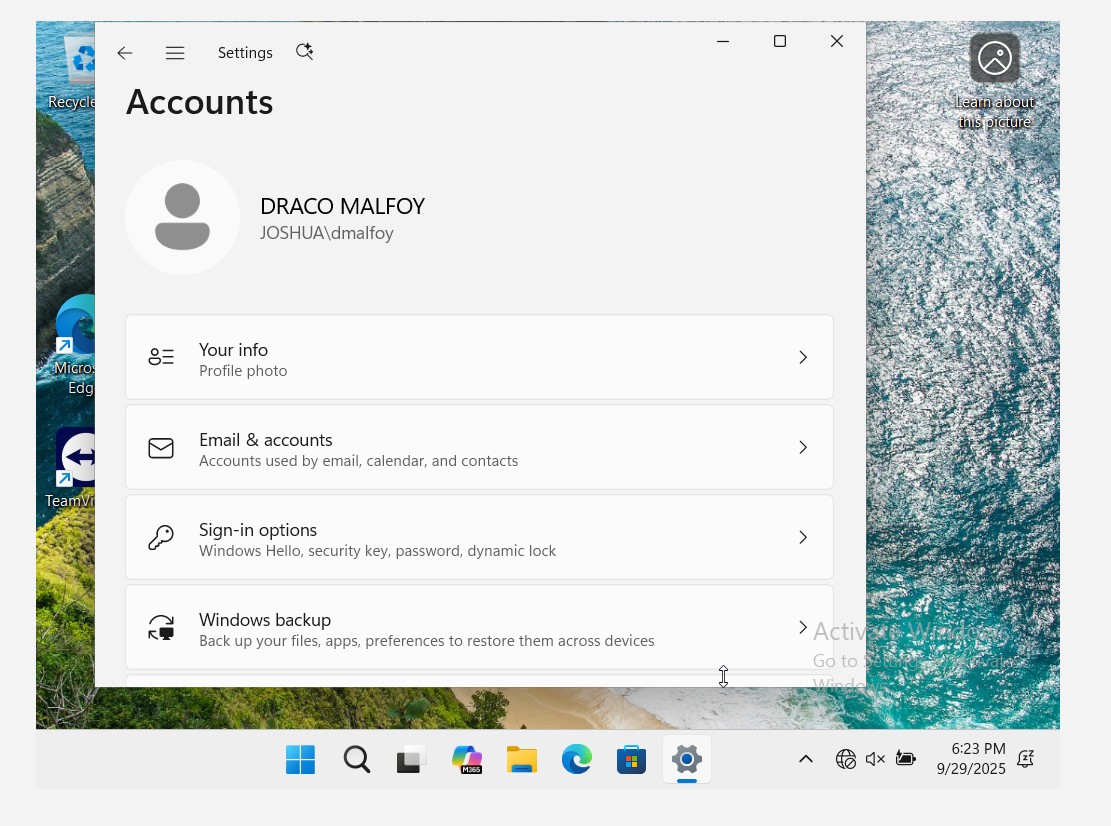 Settings
Accounts
DRACO MALFOY
JOSHUA\dmalfoy
Your info
Profile photo
Email & accounts
Accounts used by email, calendar, and contacts
Sign-in options
Windows Hello, security key, password, dynamic lock
Windows backup
Back up your files, apps, preferences to restore them across devices
Recycle
Micros
Edg
TeamVi
Learn about
this picture
Activate Windows
Go to Settings to activate
Windo
M365
6:23 PM
9/29/2025